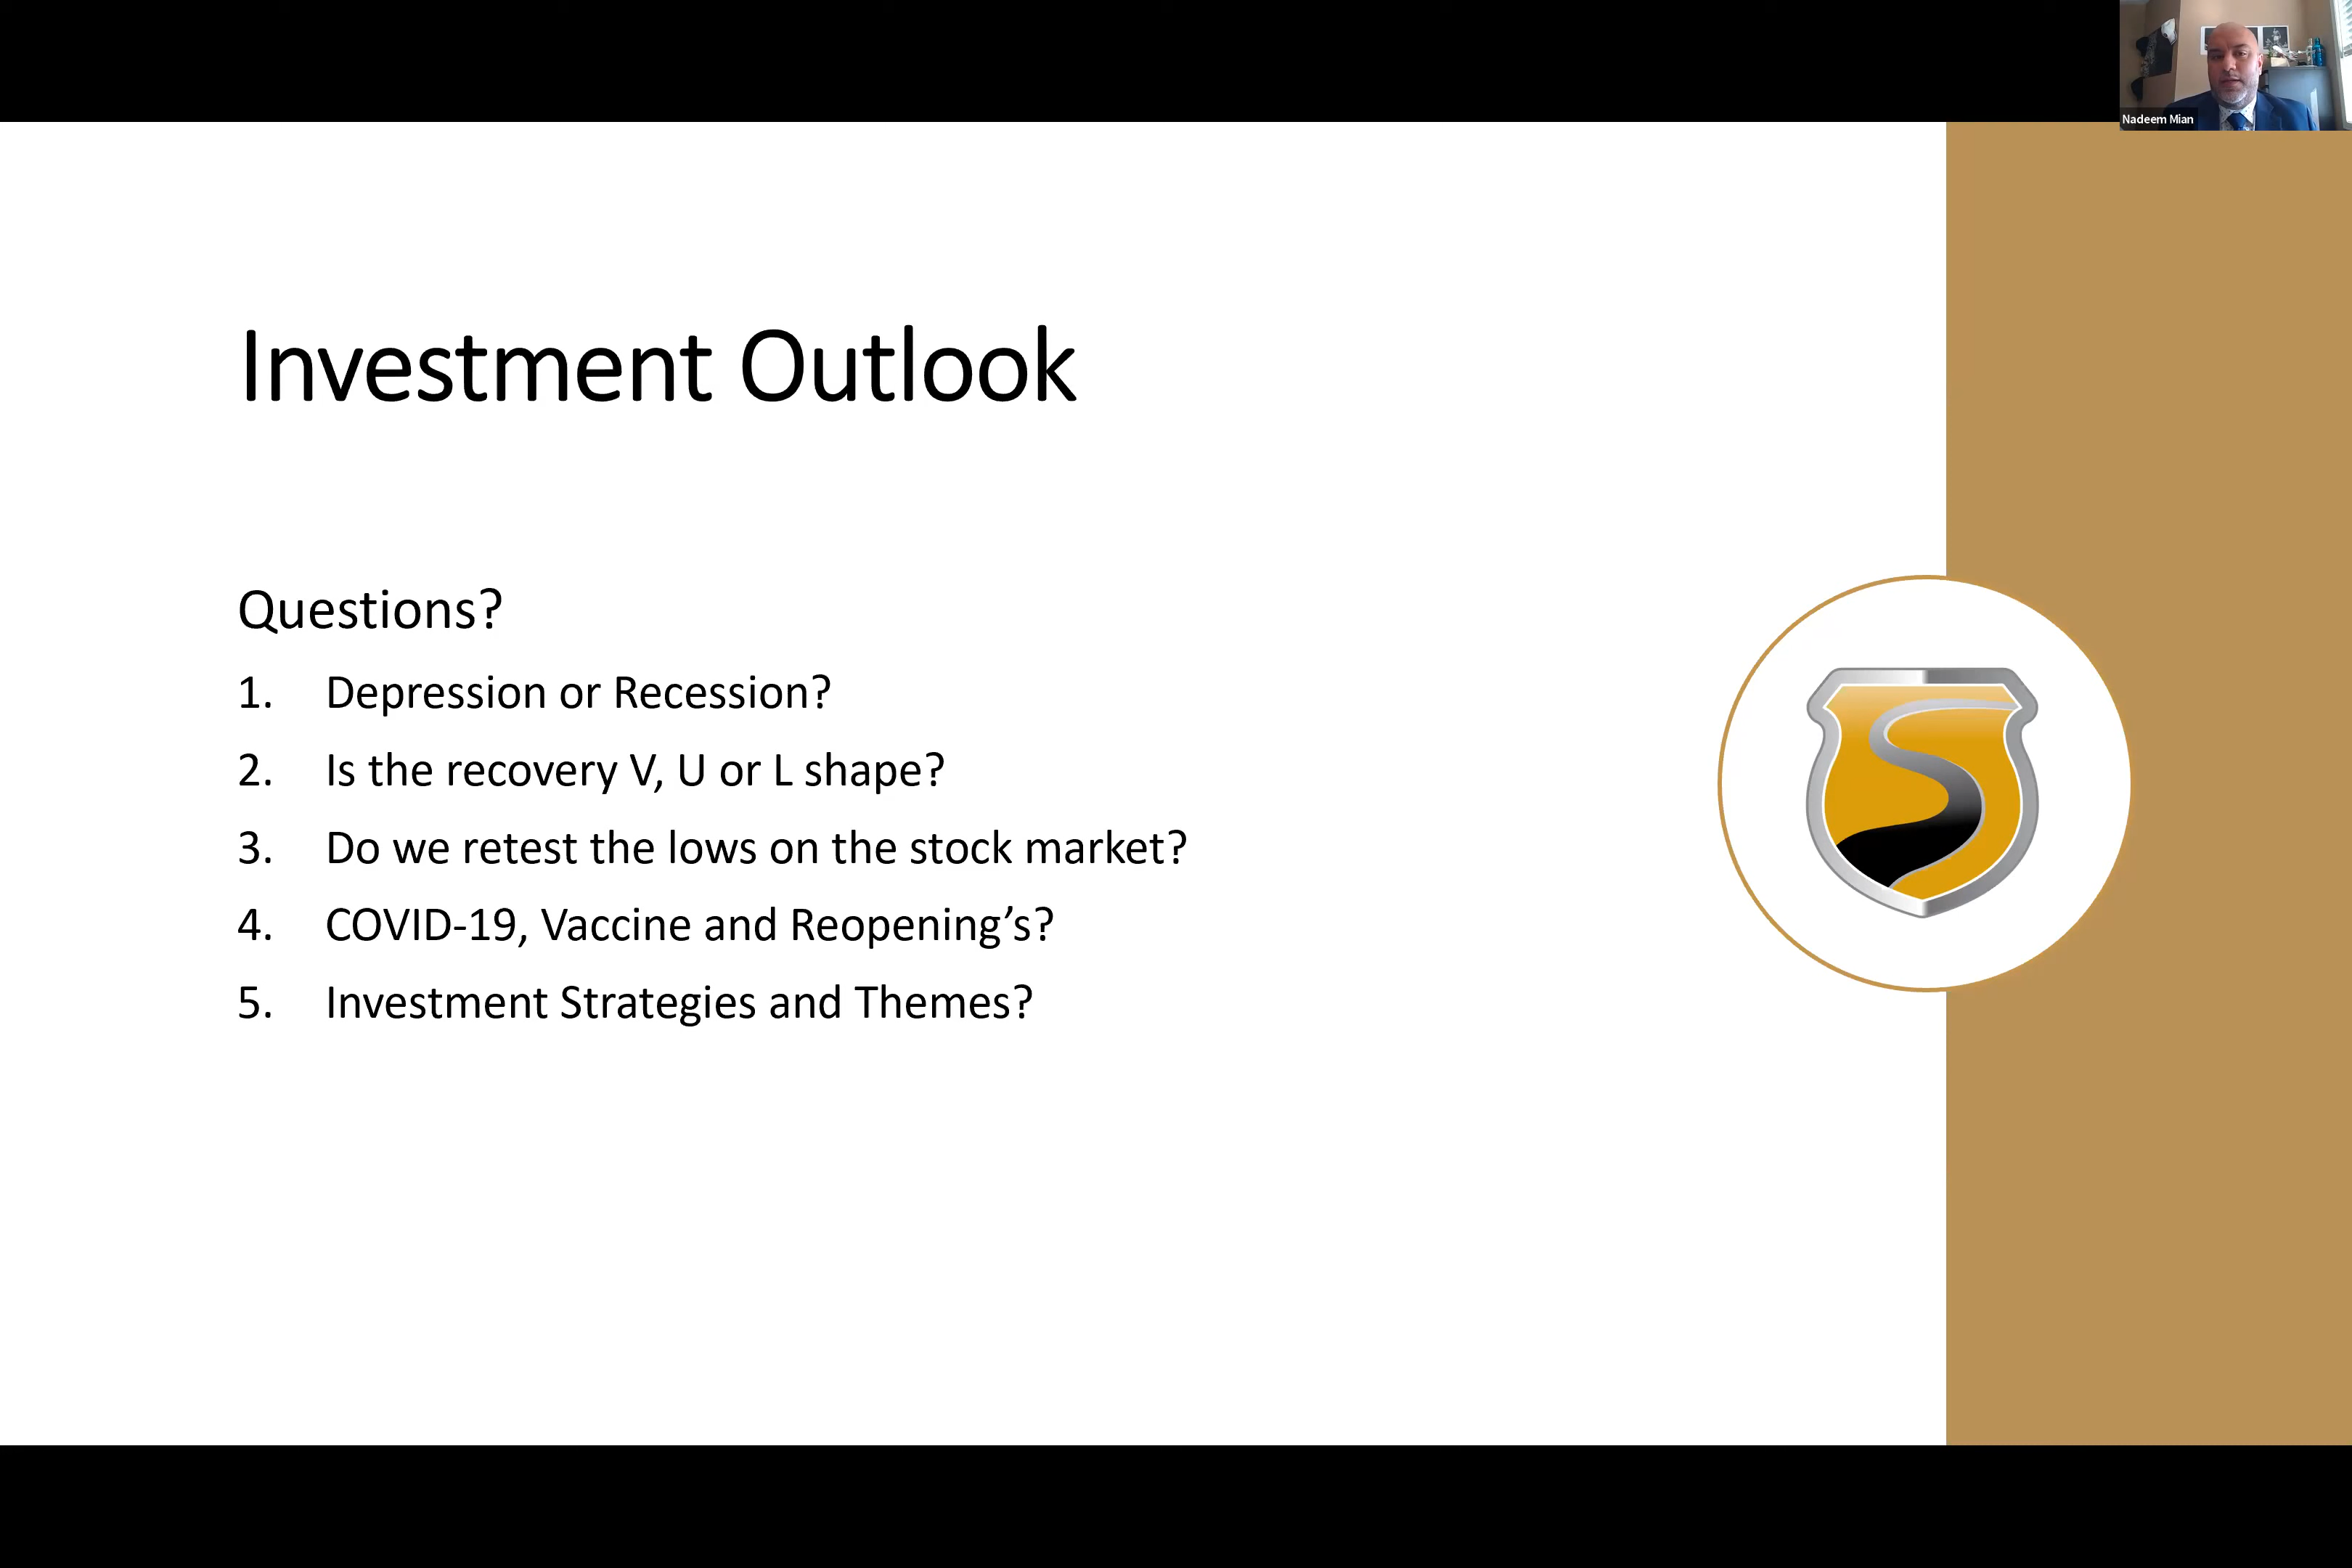 Nadeem Mian
Investment Outlook
Questions?
1. Depression or Recession?
2. Is the recovery V, U or L shape?
3. Do we retest the lows on the stock market?
4. COVID-19, Vaccine and Reopening’s?
5. Investment Strategies and Themes?